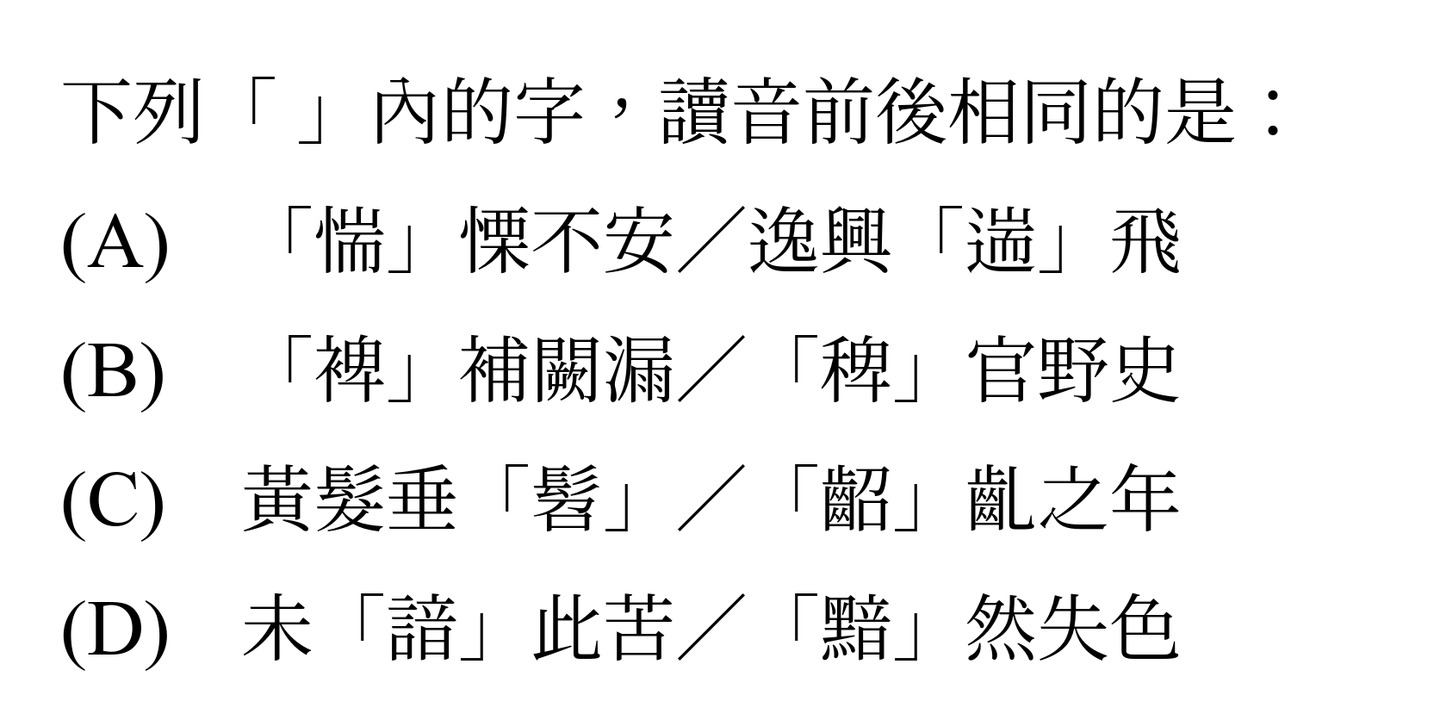 下列「 」內的字，讀音前後相同的是：
(A) 「惴」慄不安／逸興「遄」飛
(B) 「裨」補闕漏／「稗」官野史
(C) 黃髮垂「髫」／「齠」齔之年
(D) 未「諳」此苦／「黯」然失色